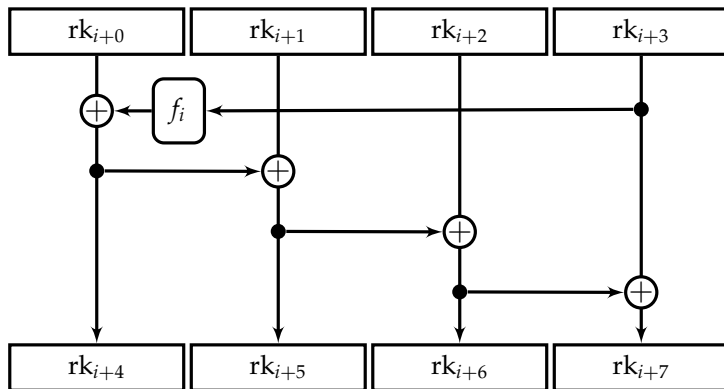 rk_{i+0} rk_{i+1} rk_{i+2} rk_{i+3}
f_i
rk_{i+4} rk_{i+5} rk_{i+6} rk_{i+7}